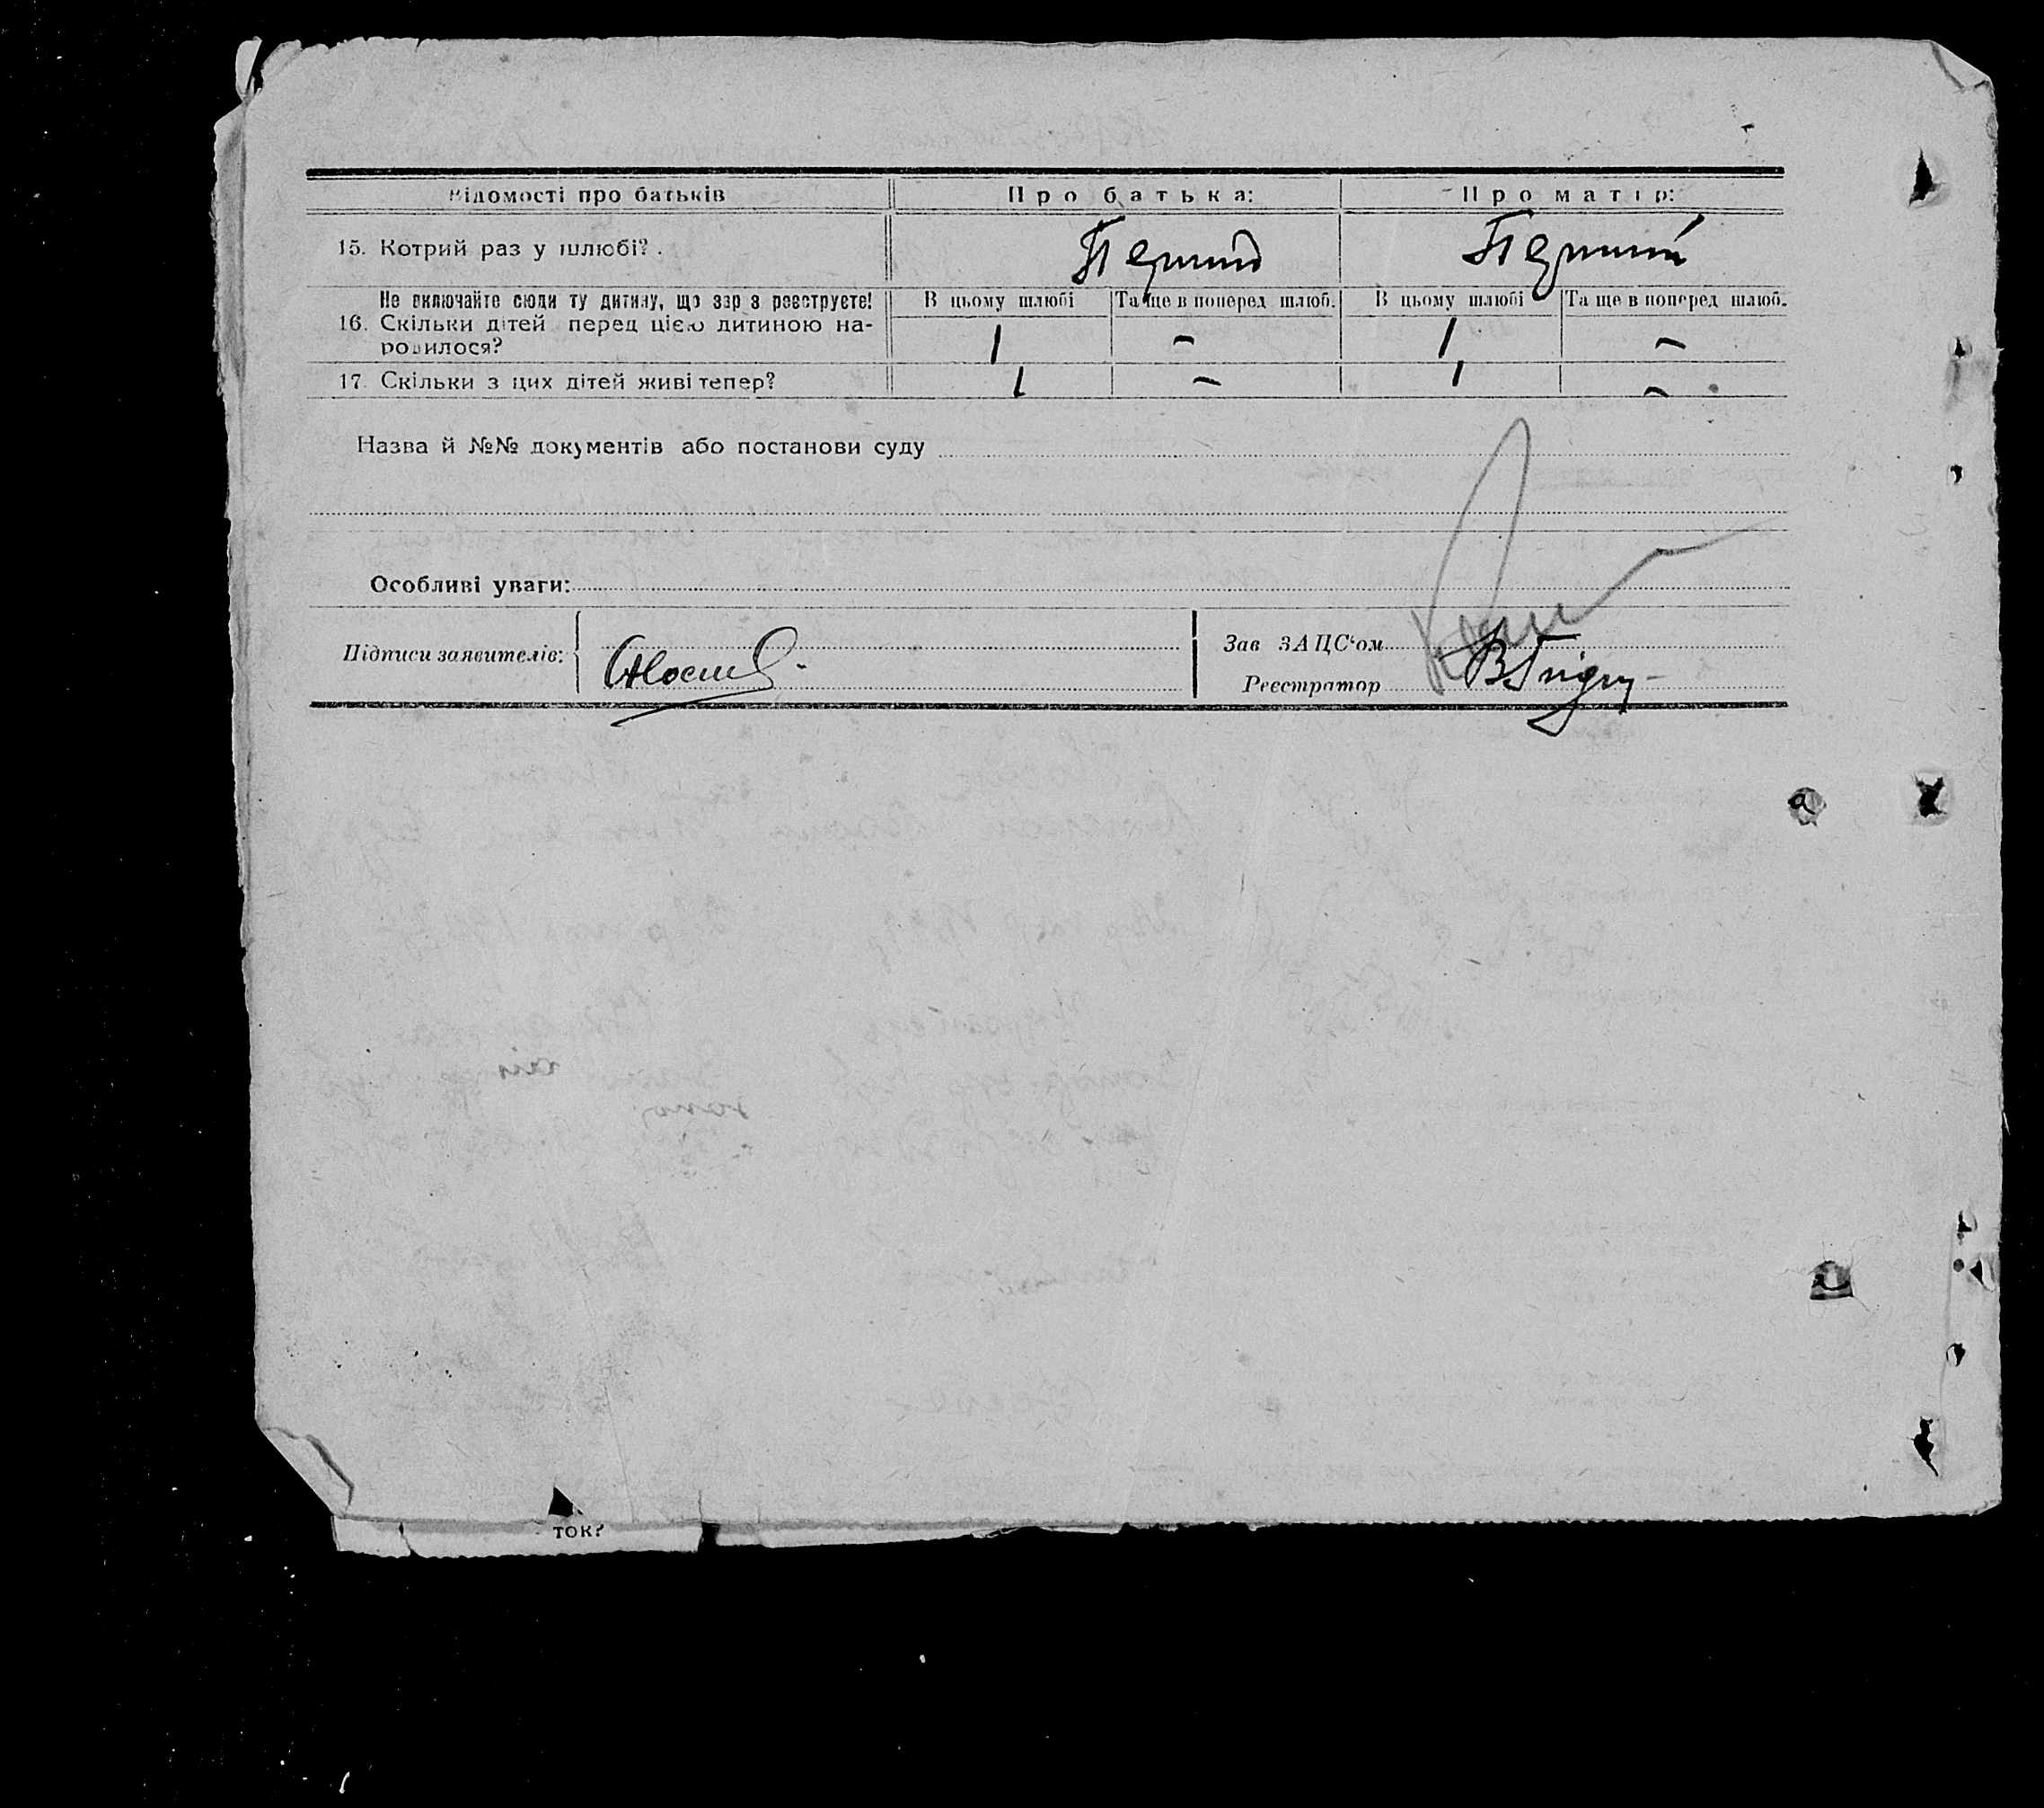 Відомості про батьків Про батька: Про матір:
15. Котрий раз у шлюбі? . Перший Перший
Не включайте сюди ту дитину, що зараз реєструєте! В цьому шлюбі Та ще в поперед шлюб. В цьому шлюбі Та ще в поперед шлюб.
16. Скільки дітей перед цією дитиною на-
родилося? 1 – 1 –
17. Скільки з цих дітей живі тепер? 1 – 1 –
Назва й №№ документів або постанови суду
Особливі уваги:
Підписи заявителів:
Зав ЗАЦС‘ом
Реєстратор
ток?